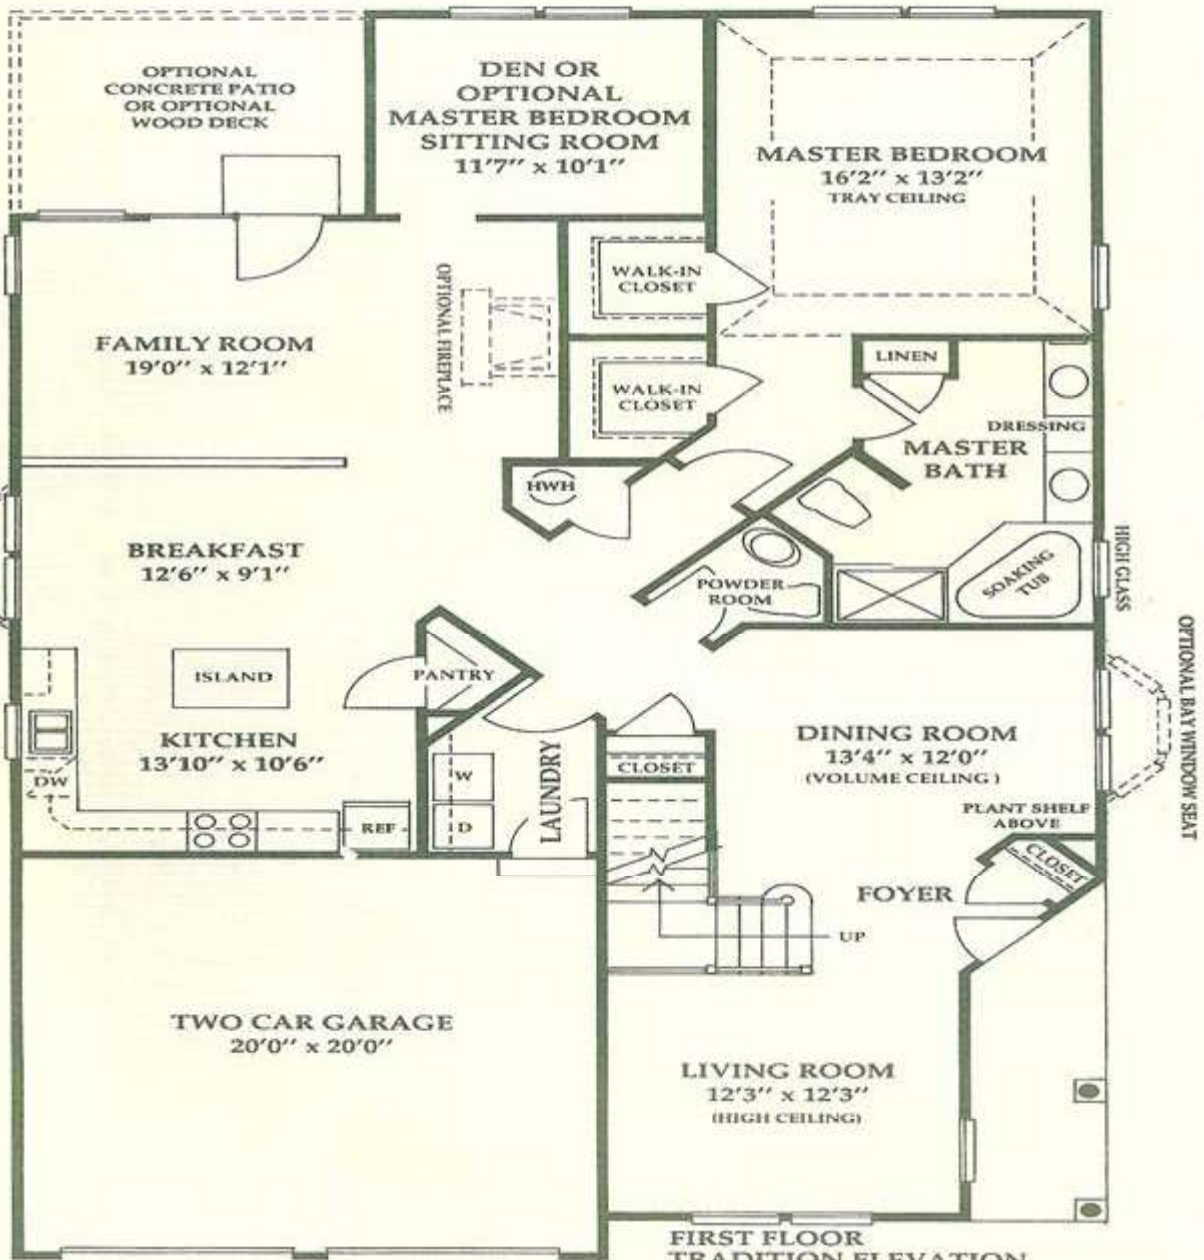 OPTIONAL
CONCRETE PATIO
OR OPTIONAL
WOOD DECK
DEN OR
OPTIONAL
MASTER BEDROOM
SITTING ROOM
11'7" x 10'1"
MASTER BEDROOM
16'2" x 13'2"
TRAY CEILING
WALK-IN
CLOSET
OPTIONAL FIREPLACE
FAMILY ROOM
19'0" x 12'1"
WALK-IN
CLOSET
LINEN
DRESSING
MASTER
BATH
HWH
BREAKFAST
12'6" x 9'1"
POWDER
ROOM
SOAKING
TUB
HIGH GLASS
ISLAND
PANTRY
KITCHEN
13'10" x 10'6"
DW
REF
W
D
LAUNDRY
CLOSET
DINING ROOM
13'4" x 12'0"
(VOLUME CEILING)
PLANT SHELF
ABOVE
OPTIONAL BAY WINDOW SEAT
CLOSET
FOYER
UP
TWO CAR GARAGE
20'0" x 20'0"
LIVING ROOM
12'3" x 12'3"
(HIGH CEILING)
FIRST FLOOR
TRADITION ELEVATION